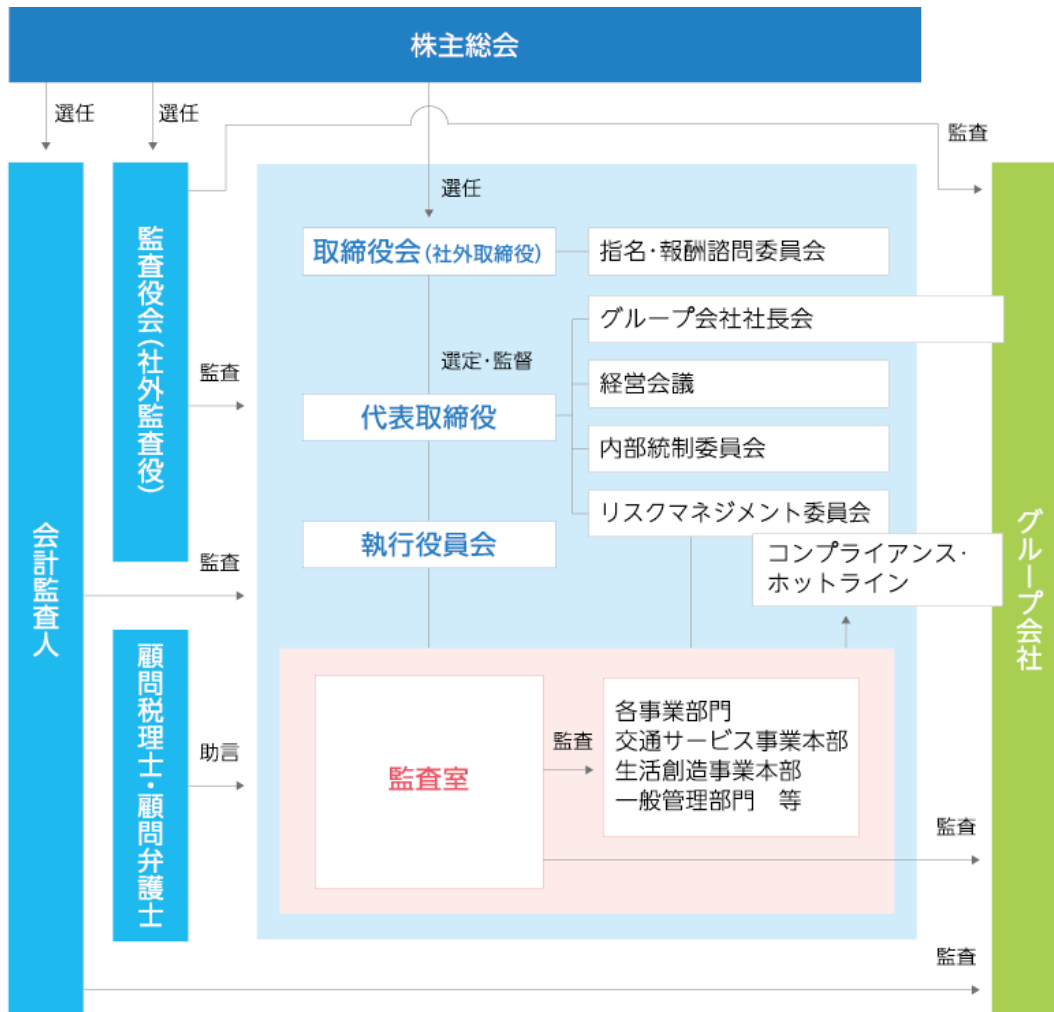 株主総会
選任
選任
監査
選任
監査役会(社外監査役)
取締役会(社外取締役)
指名・報酬諮問委員会
グループ会社社長会
選定・監督
監査
経営会議
代表取締役
内部統制委員会
リスクマネジメント委員会
執行役員会
監査
コンプライアンス・
ホットライン
会計監査人
グループ会社
顧問税理士・顧問弁護士
助言
監査室
監査
各事業部門
交通サービス事業本部
生活創造事業本部
一般管理部門　等
監査
監査